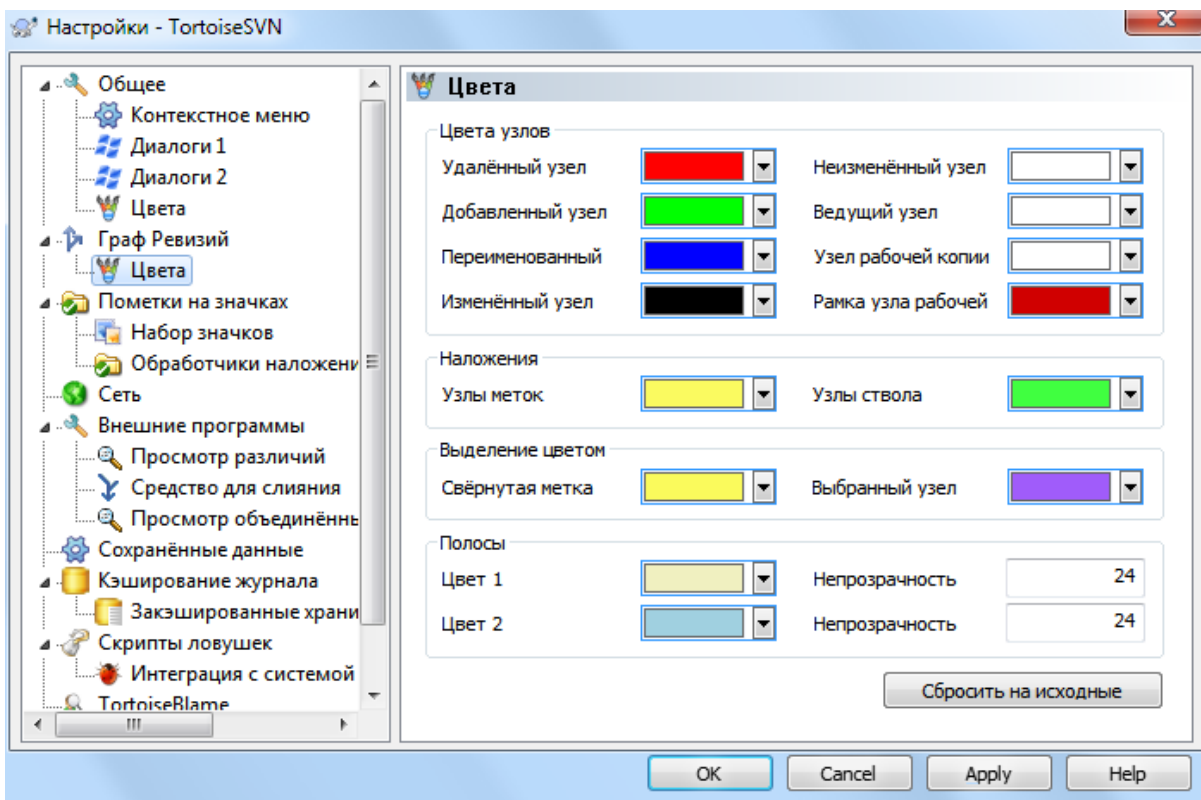 Настройки - TortoiseSVN
Общее
Контекстное меню
Диалоги 1
Диалоги 2
Цвета
Граф Ревизий
Цвета
Пометки на значках
Набор значков
Обработчики наложени
Сеть
Внешние программы
Просмотр различий
Средство для слияния
Просмотр объединённь
Сохранённые данные
Кэширование журнала
Закэшированные храни
Скрипты ловушек
Интеграция с системой
TortoiseBlame
Цвета
Цвета узлов
Удалённый узел
Неизменённый узел
Добавленный узел
Ведущий узел
Переименованный
Узел рабочей копии
Изменённый узел
Рамка узла рабочей
Наложения
Узлы меток
Узлы ствола
Выделение цветом
Свёрнутая метка
Выбранный узел
Полосы
Цвет 1
Непрозрачность
24
Цвет 2
Непрозрачность
24
Сбросить на исходные
OK
Cancel
Apply
Help